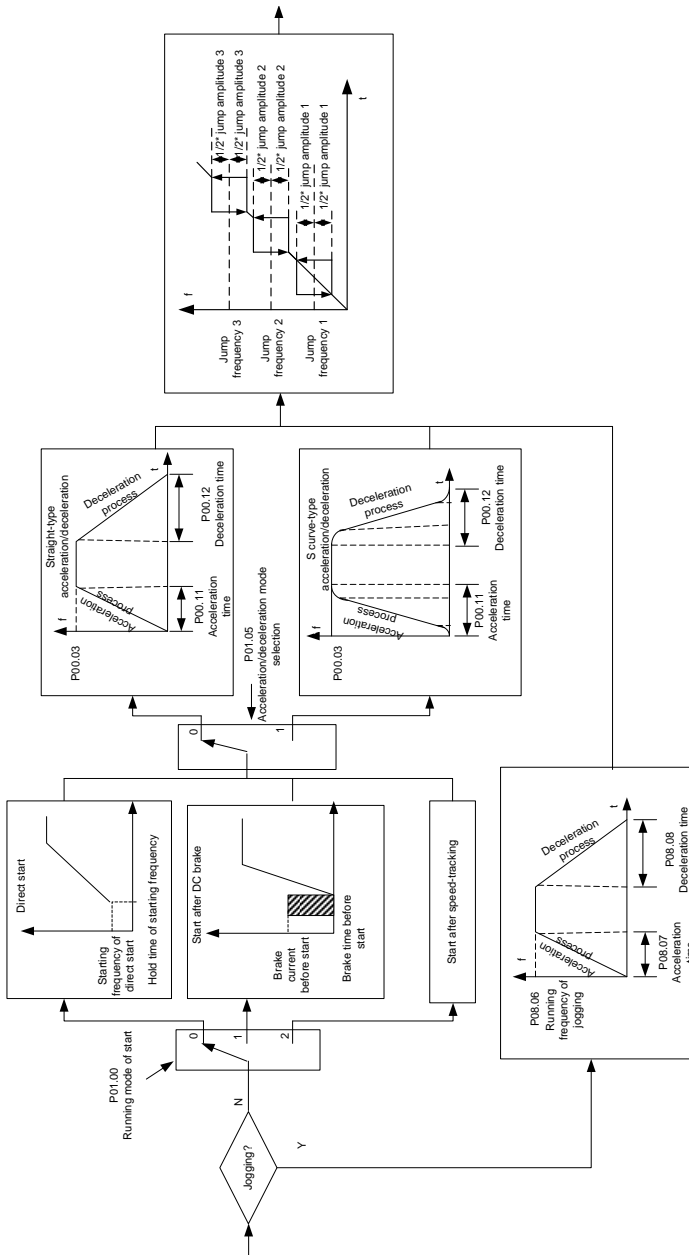 Jogging?
N
Y
P01.00
Running mode of start
0
1
2
Direct start
Starting
frequency of
direct start
Hold time of starting frequency
Start after DC brake
Brake
current
before start
Brake time before
start
Start after speed-tracking
P08.06
Running
frequency of
jogging
f
t
Acceleration
process
Deceleration
process
P08.07
Acceleration
P08.08
Deceleration time
0
1
P01.05
Acceleration/deceleration mode
selection
Straight-type
acceleration/deceleration
f
t
P00.03
Acceleration
process
Deceleration
process
P00.11
Acceleration
time
P00.12
Deceleration time
S curve-type
acceleration/deceleration
f
t
P00.03
Acceleration
process
Deceleration
process
P00.11
Acceleration
time
P00.12
Deceleration time
f
t
Jump
frequency 3
Jump
frequency 2
Jump
frequency 1
1/2* jump amplitude 3
1/2* jump amplitude 3
1/2* jump amplitude 2
1/2* jump amplitude 2
1/2* jump amplitude 1
1/2* jump amplitude 1